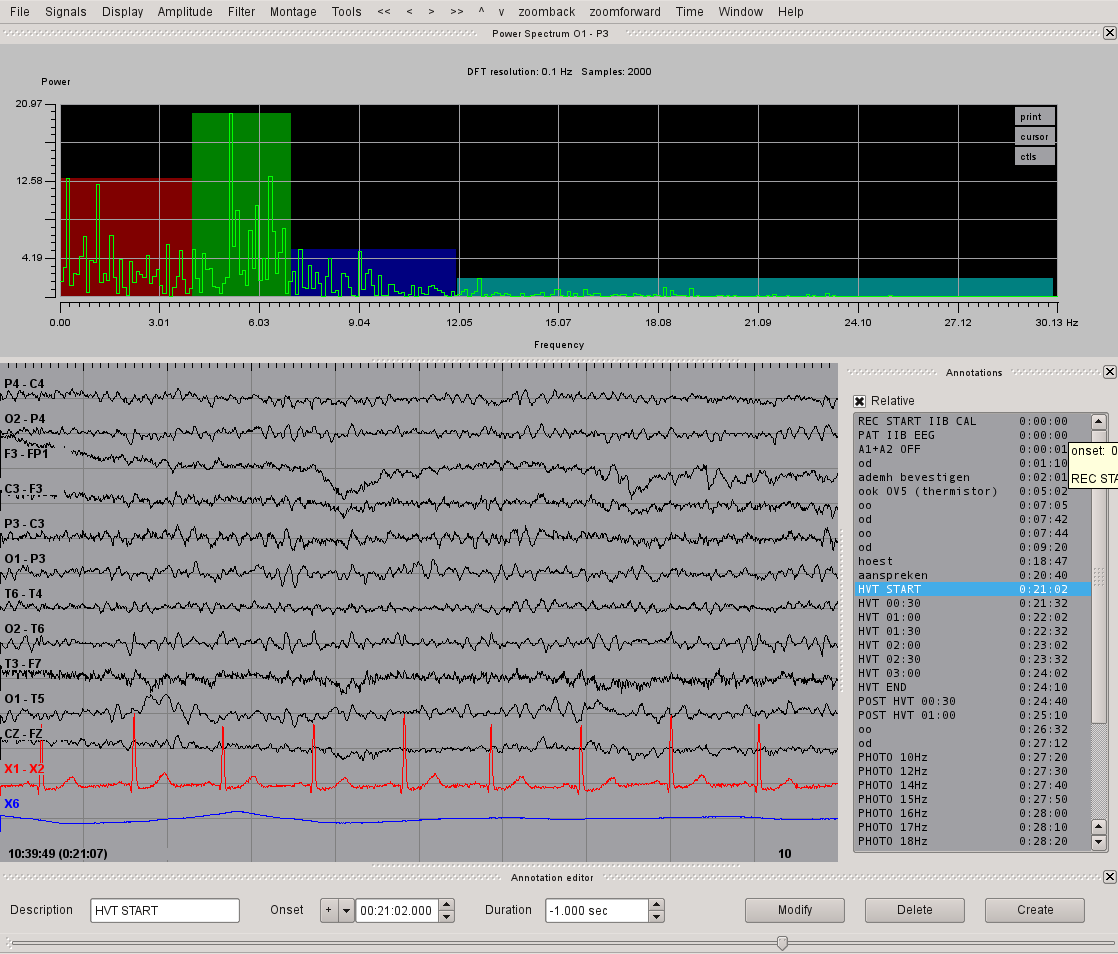 File Signals Display Amplitude Filter Montage Tools << < > >> ^ v zoomback zoomforward Time Window Help
Power Spectrum O1 - P3
DFT resolution: 0.1 Hz Samples: 2000
Power
20.97
12.58
4.19
print
cursor
ctls
0.00 3.01 6.03 9.04 12.05 15.07 18.08 21.09 24.10 27.12 30.13 Hz
Frequency
P4 - C4
O2 - P4
F3 - FP1
C3 - F3
P3 - C3
O1 - P3
T6 - T4
O2 - T6
T3 - F7
O1 - T5
CZ - FZ
X1 - X2
X6
10:39:49 (0:21:07) 10
Annotations
Relative
REC START IIB CAL 0:00:00
PAT IIB EEG 0:00:00
A1+A2 OFF 0:00:01
od 0:01:10
ademh bevestigen 0:02:01
ook OV5 (thermistor) 0:05:02
oo 0:07:05
od 0:07:42
oo 0:07:44
od 0:09:20
hoest 0:18:47
aanspreken 0:20:40
HVT START 0:21:02
HVT 00:30 0:21:32
HVT 01:00 0:22:02
HVT 01:30 0:22:32
HVT 02:00 0:23:02
HVT 02:30 0:23:32
HVT 03:00 0:24:02
HVT END 0:24:10
POST HVT 00:30 0:24:40
POST HVT 01:00 0:25:10
oo 0:26:32
od 0:27:12
PHOTO 10Hz 0:27:20
PHOTO 12Hz 0:27:30
PHOTO 14Hz 0:27:40
PHOTO 15Hz 0:27:50
PHOTO 16Hz 0:28:00
PHOTO 17Hz 0:28:10
PHOTO 18Hz 0:28:20
onset: 0
REC STA
Annotation editor
Description HVT START Onset + 00:21:02.000 Duration -1.000 sec Modify Delete Create